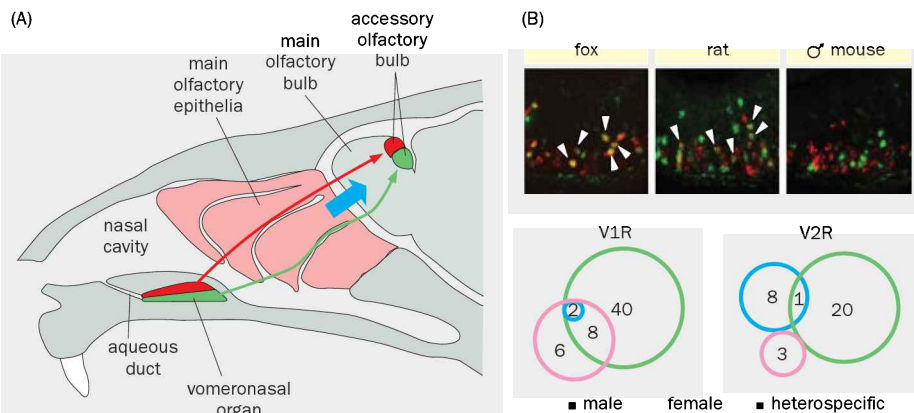 (A)
accessory
olfactory
bulb
main
olfactory
bulb
main
olfactory
epithelia
nasal
cavity
aqueous
duct
vomeronasal
organ
(B)
fox
rat
♂ mouse
V1R
2
40
8
6
V2R
8
1
20
3
■ male
female
■ heterospecific